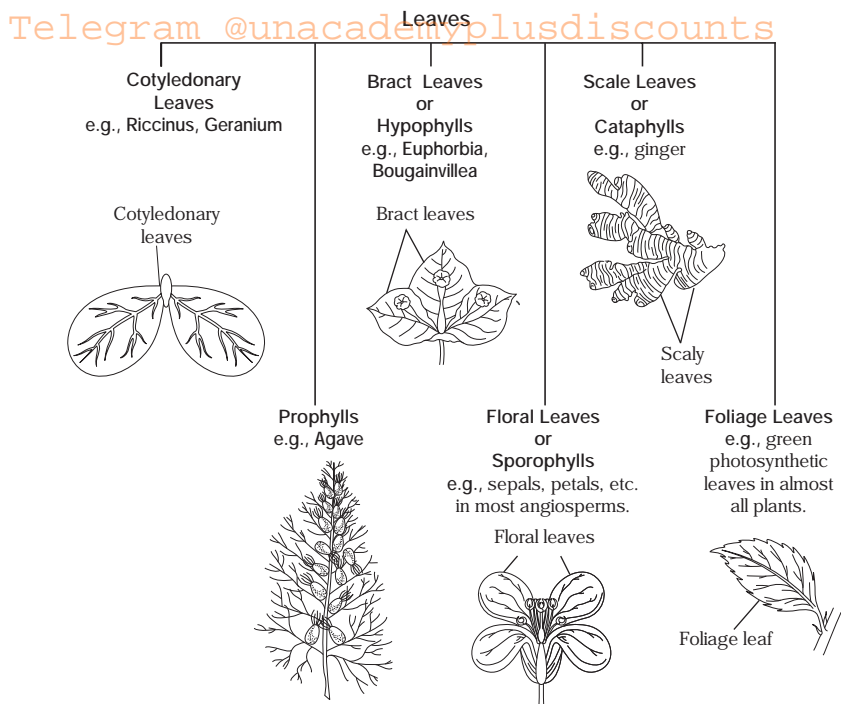 Telegram @unacademyplusdiscounts
Leaves
Cotyledonary
Leaves
e.g., Riccinus, Geranium
Bract Leaves
or
Hypophylls
e.g., Euphorbia,
Bougainvillea
Scale Leaves
or
Cataphylls
e.g., ginger
Cotyledonary
leaves
Bract leaves
Scaly
leaves
Prophylls
e.g., Agave
Floral Leaves
or
Sporophylls
e.g., sepals, petals, etc.
in most angiosperms.
Floral leaves
Foliage Leaves
e.g., green
photosynthetic
leaves in almost
all plants.
Foliage leaf